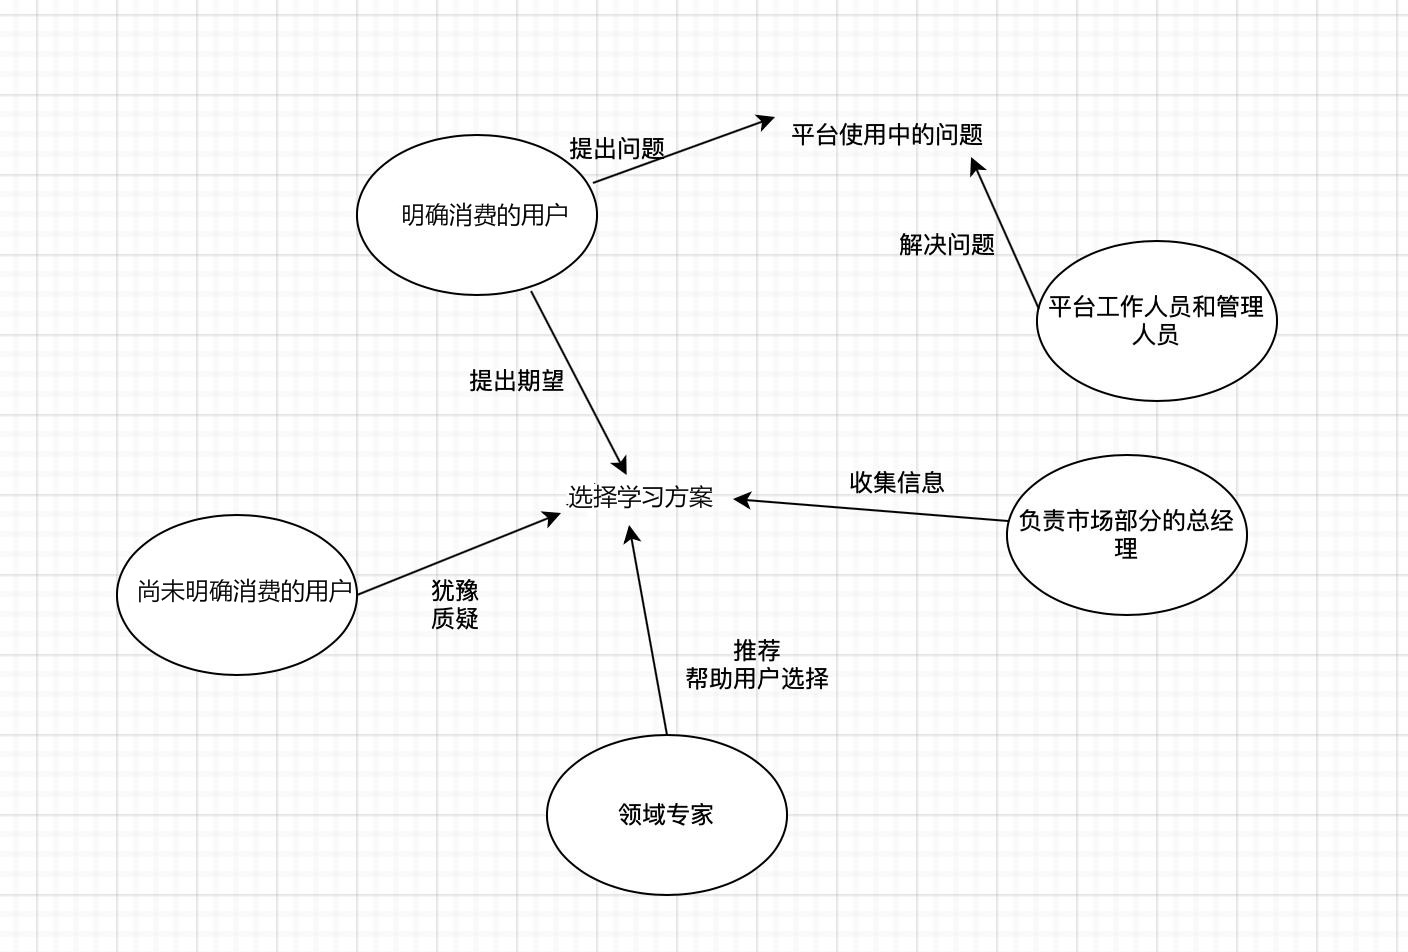 平台使用中的问题
提出问题
明确消费的用户
解决问题
平台工作人员和管理
人员
提出期望
收集信息
选择学习方案
负责市场部分的总经
理
尚未明确消费的用户
犹豫
质疑
推荐
帮助用户选择
领域专家